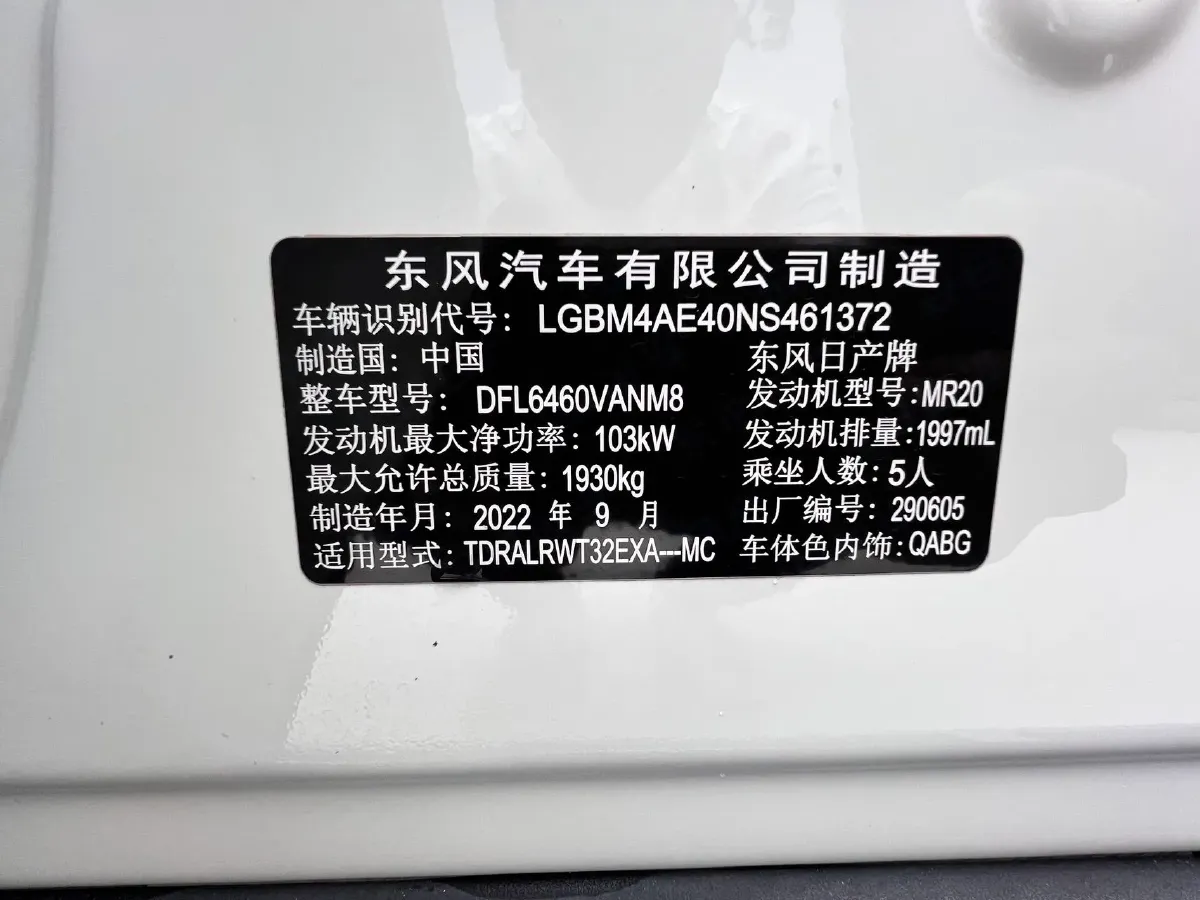 东风汽车有限公司制造
车辆识别代号：LGBM4AE40NS461372
制造国：中国 东风日产牌
整车型号：DFL6460VANM8 发动机型号:MR20
发动机最大净功率：103kW 发动机排量:1997mL
最大允许总质量：1930kg 乘坐人数：5人
制造年月：2022 年 9 月 出厂编号：290605
适用型式：TDRALRWT32EXA---MC 车体色内饰:QABG